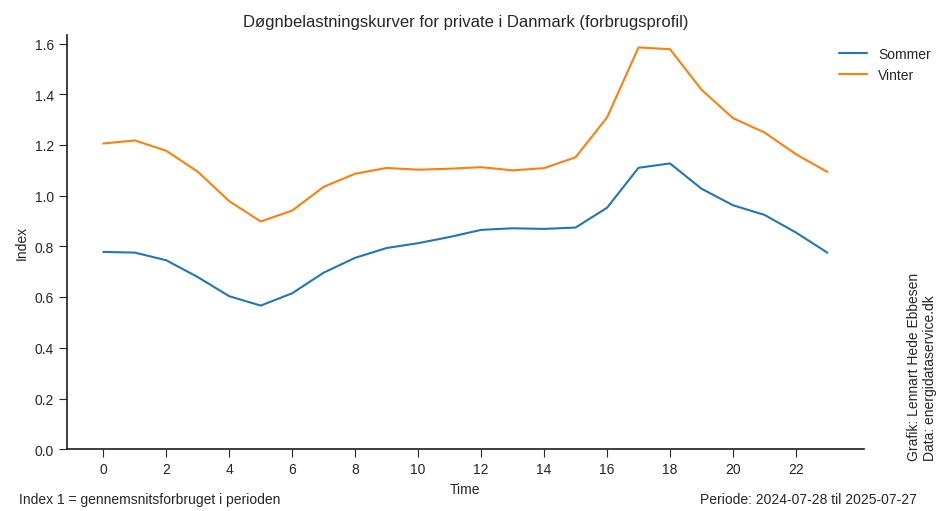 Døgnbelastningskurver for private i Danmark (forbrugsprofil)
Sommer
Vinter
Index
1.6
1.4
1.2
1.0
0.8
0.6
0.4
0.2
0.0
0 2 4 6 8 10 12 14 16 18 20 22
Time
Grafik: Lennart Hede Ebbesen
Data: energidataservice.dk
Index 1 = gennemsnitsforbruget i perioden
Periode: 2024-07-28 til 2025-07-27